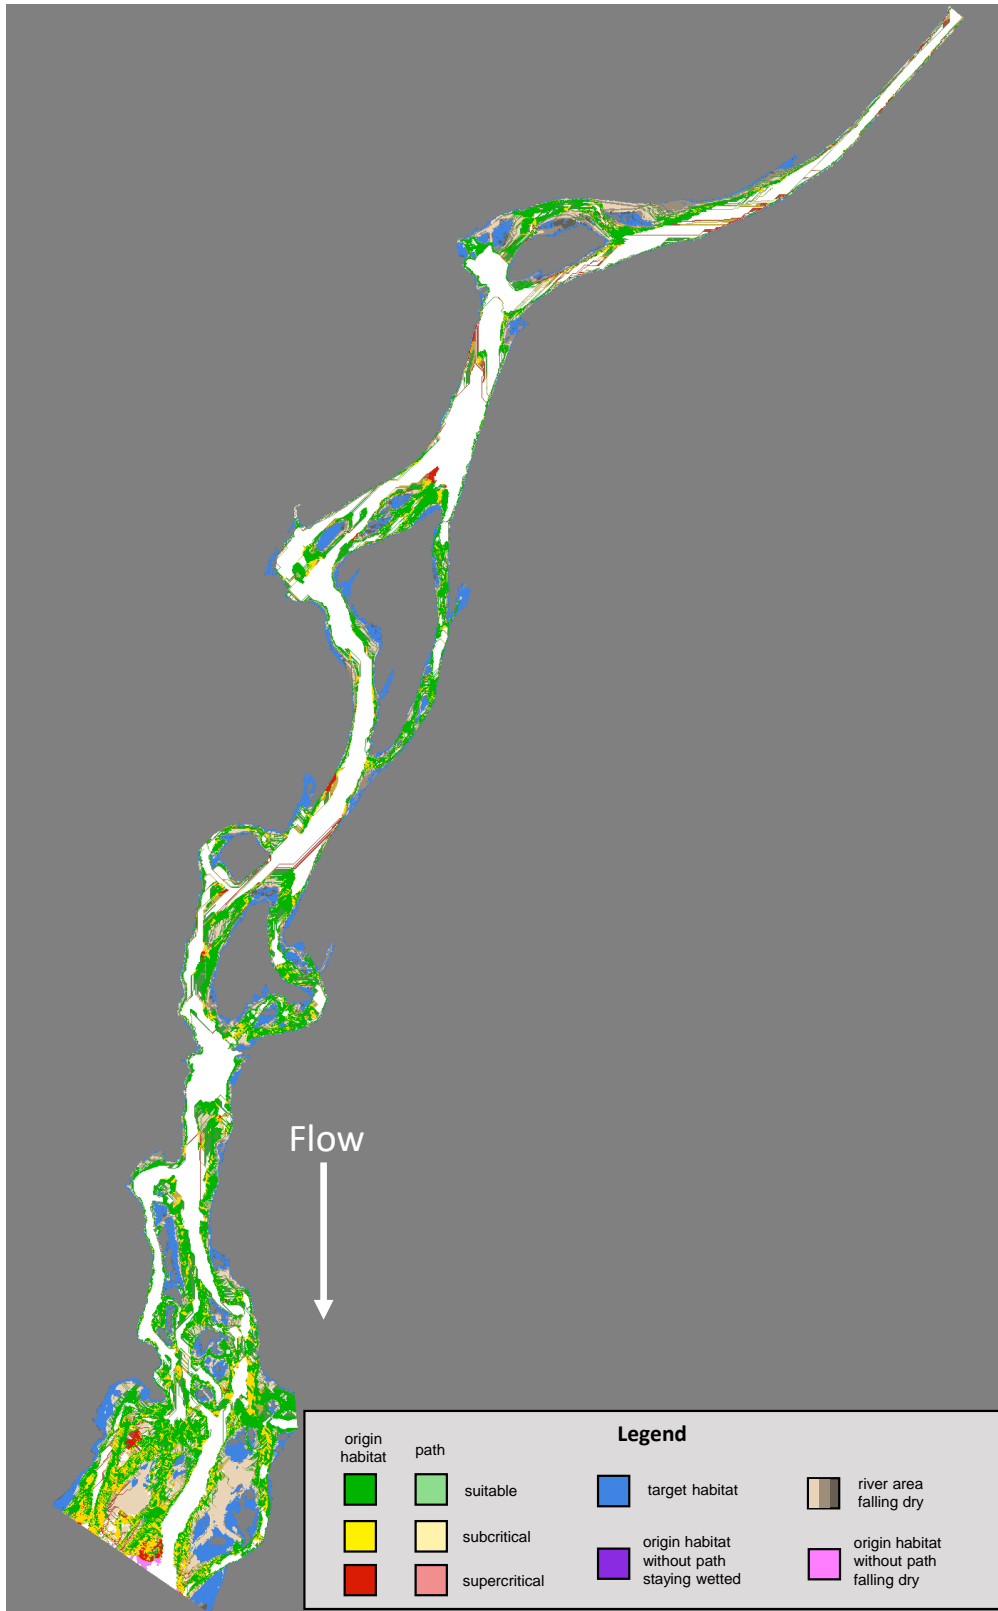 Flow
Legend
origin
habitat
path
suitable
target habitat
river area
falling dry
subcritical
origin habitat
without path
staying wetted
origin habitat
without path
falling dry
supercritical